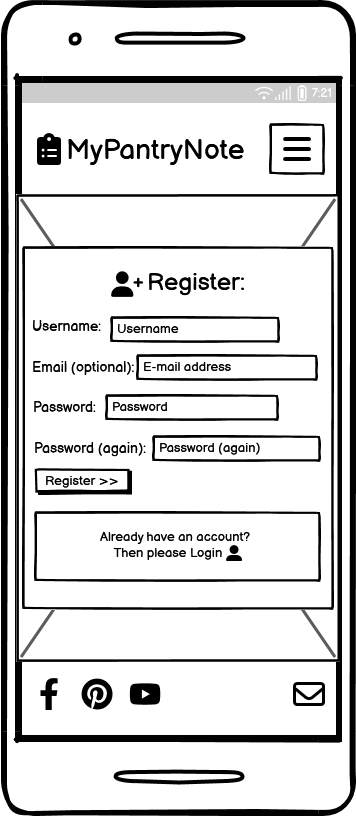 7:21
MyPantryNote
Register:
Username: Username
Email (optional): E-mail address
Password: Password
Password (again): Password (again)
Register >>
Already have an account?
Then please Login